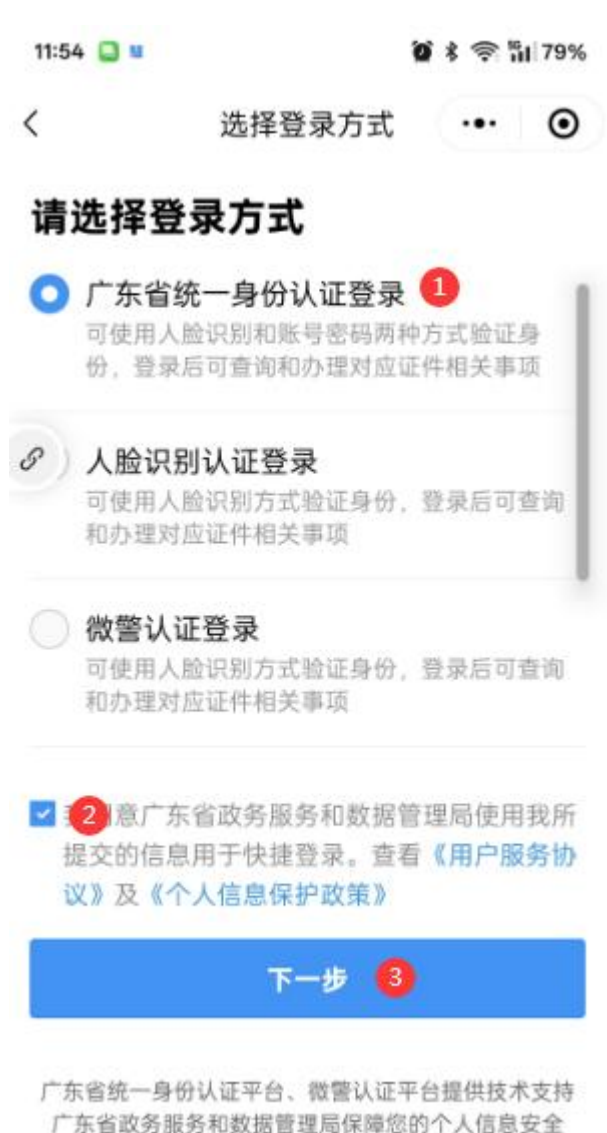 11:54 5G 79%
选择登录方式
请选择登录方式
广东省统一身份认证登录 1
可使用人脸识别和账号密码两种方式验证身
份，登录后可查询和办理对应证件相关事项
人脸识别认证登录
可使用人脸识别方式验证身份，登录后可查询
和办理对应证件相关事项
微警认证登录
可使用人脸识别方式验证身份，登录后可查询
和办理对应证件相关事项
2 意广东省政务服务和数据管理局使用我所
提交的信息用于快捷登录。查看《用户服务协
议》及《个人信息保护政策》
下一步 3
广东省统一身份认证平台、微警认证平台提供技术支持
广东省政务服务和数据管理局保障您的个人信息安全